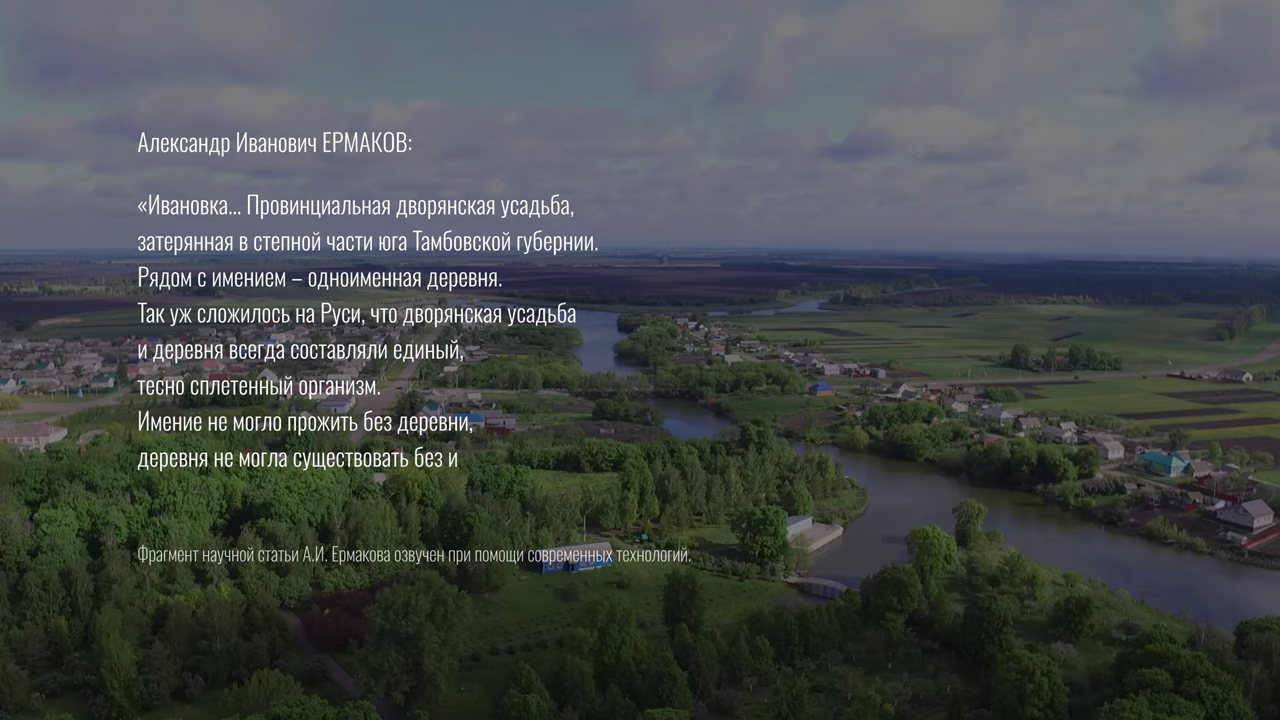 Александр Иванович ЕРМАКОВ:
«Ивановка... Провинциальная дворянская усадьба,
затерянная в степной части юга Тамбовской губернии.
Рядом с имением – одноименная деревня.
Так уж сложилось на Руси, что дворянская усадьба
и деревня всегда составляли единый,
тесно сплетенный организм.
Имение не могло прожить без деревни,
деревня не могла существовать без и
Фрагмент научной статьи А.И. Ермакова озвучен при помощи современных технологий.